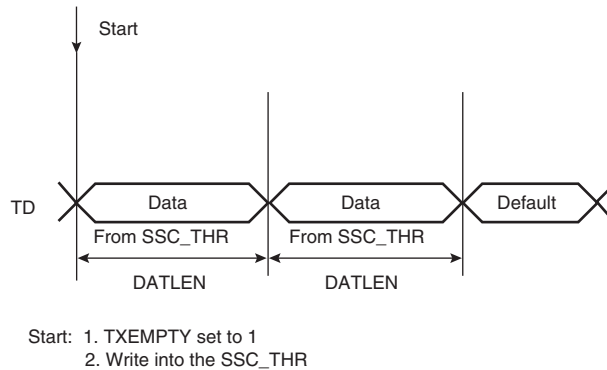 Start
TD
Data Data Default
From SSC_THR From SSC_THR
DATLEN DATLEN
Start: 1. TXEMPTY set to 1
2. Write into the SSC_THR